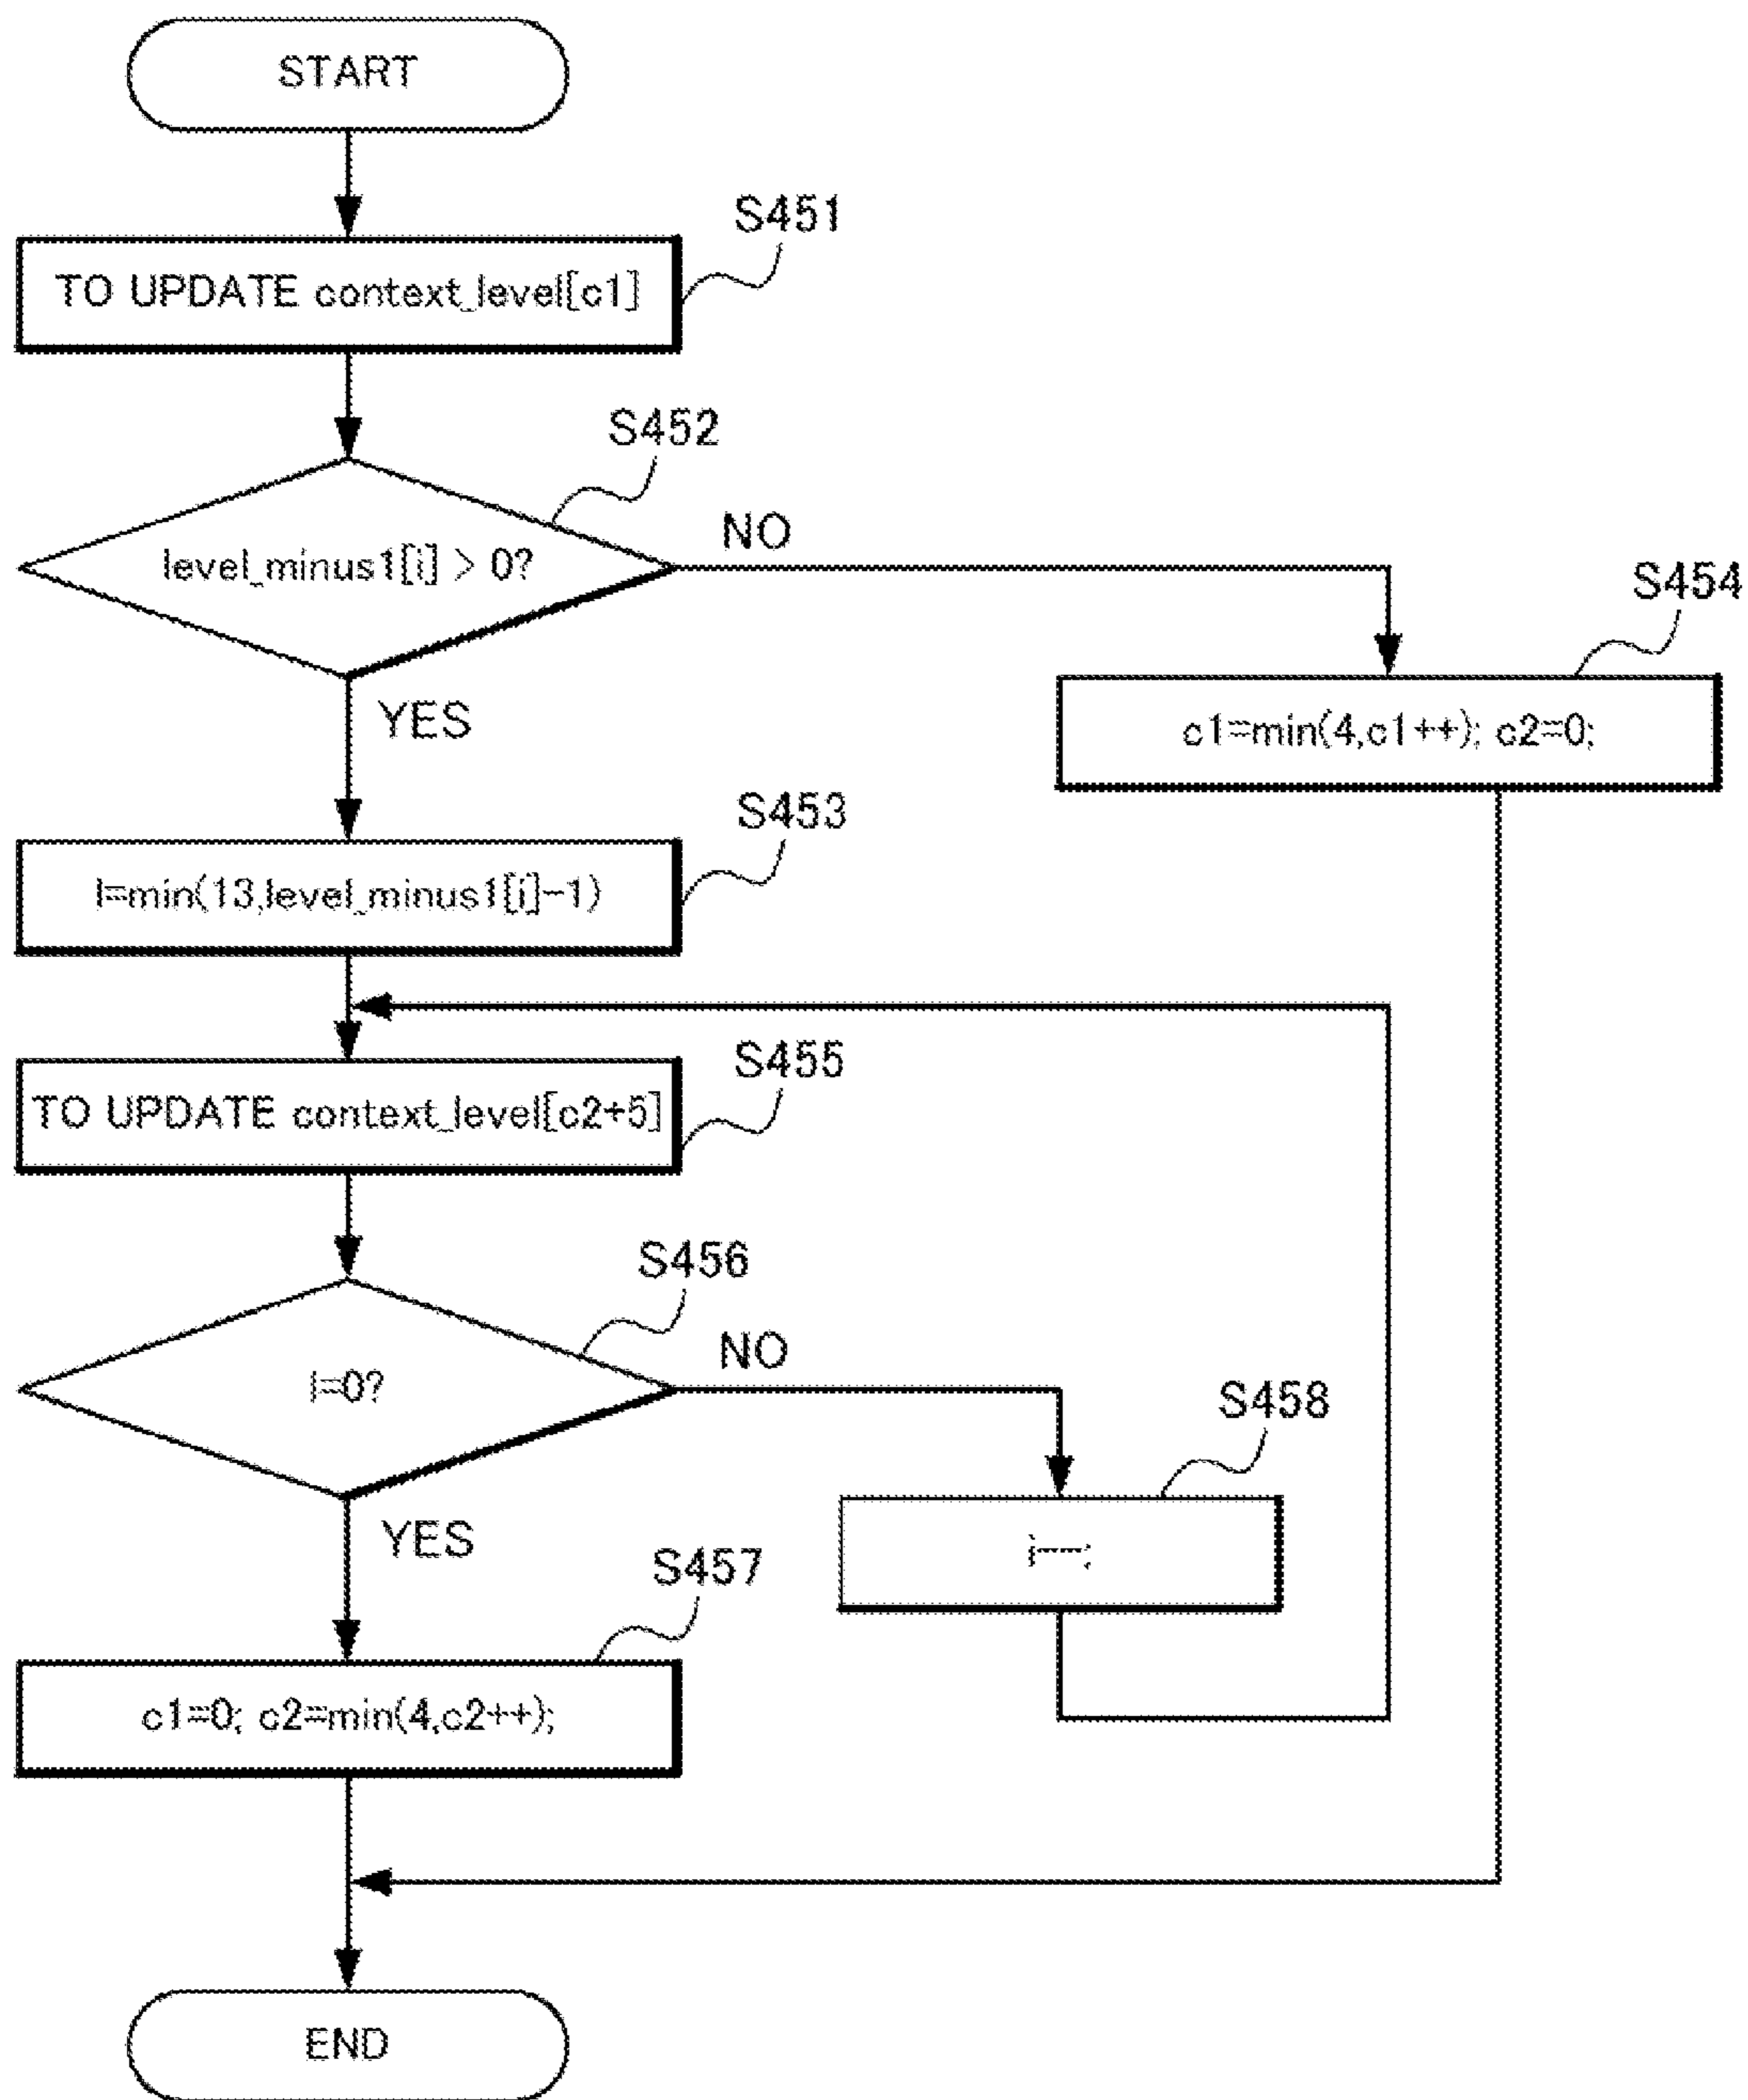 START
S451
TO UPDATE context_level[c1]
S452
level_minus1[i] > 0?
NO
S454
YES
c1=min(4,c1++); c2=0;
S453
l=min(13,level_minus1[i]-1)
S455
TO UPDATE context_level[c2+5]
S456
l=0?
NO
S458
YES
i--;
S457
c1=0; c2=min(4,c2++);
END